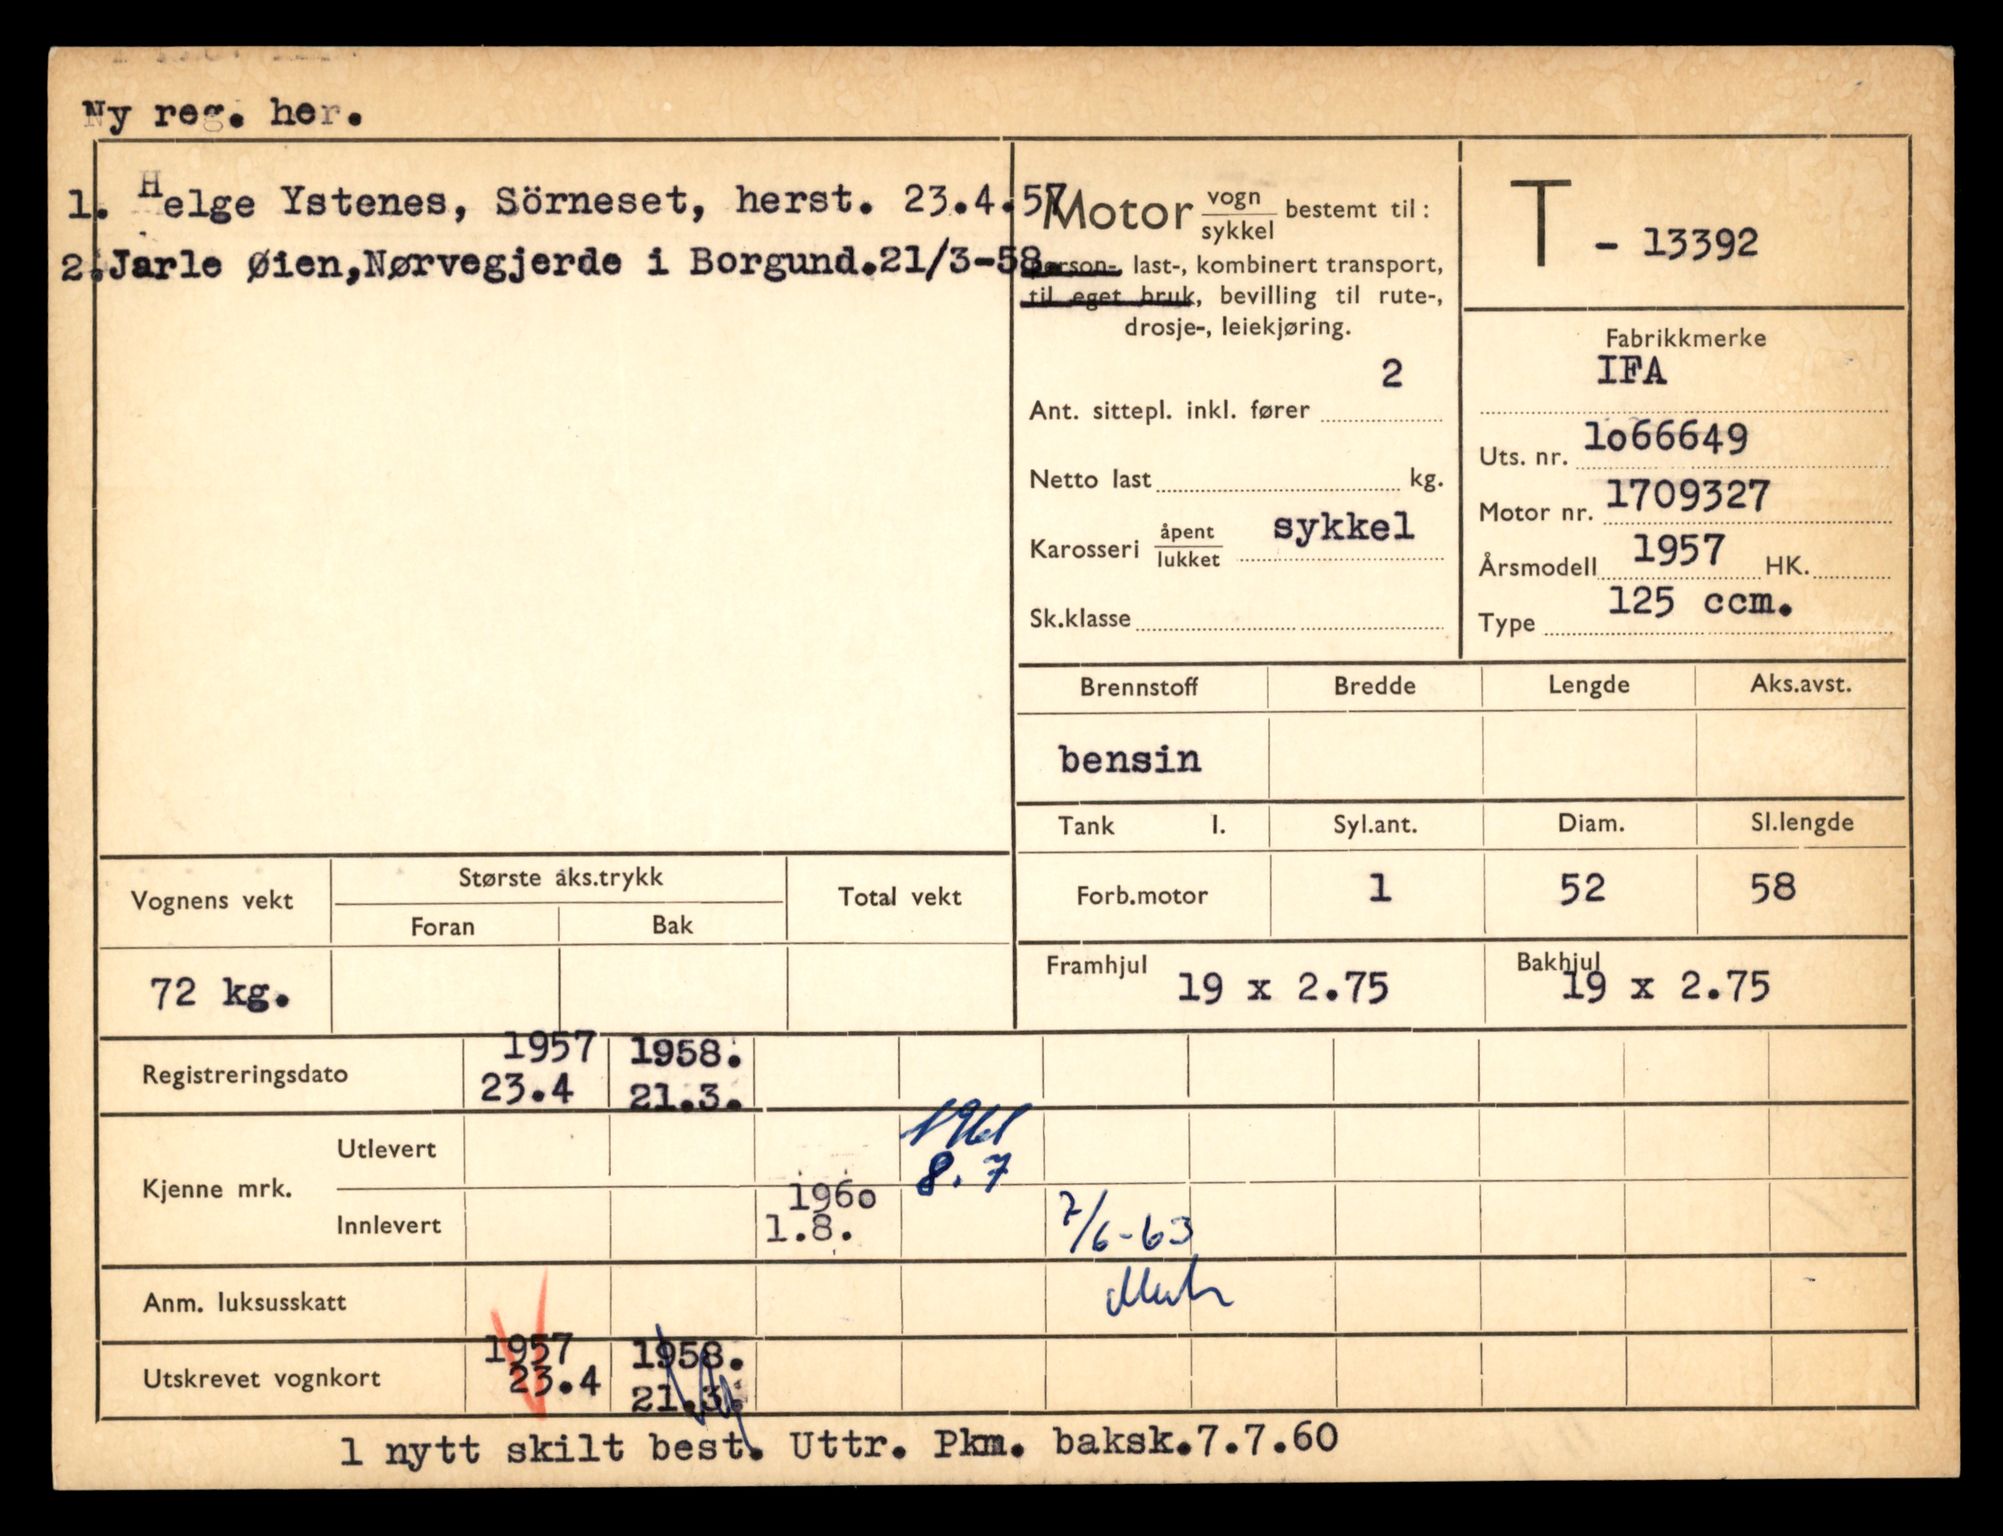 Ny reg. her.
1. Helge Ystenes, Sörneset, herst. 23.4.57
2. Jarle Øien, Nørvegjerde i Borgund. 21/3-58.
Motor vogn/sykkel bestemt til:
person-, last-, kombinert transport,
til eget bruk, bevilling til rute-,
drosje-, leiekjøring.
Ant. sittepl. inkl. fører 2
Netto last kg.
Karosseri åpent/lukket sykkel
Sk.klasse
T - 13392
Fabrikkmerke
IFA
Uts. nr. 1o66649
Motor nr. 1709327
Årsmodell 1957 HK.
Type 125 ccm.
Brennstoff Bredde Lengde Aks.avst.
bensin
Tank l. Syl.ant. Diam. Sl.lengde
Forb.motor 1 52 58
Framhjul 19 x 2.75 Bakhjul 19 x 2.75
Vognens vekt Største aks.trykk Total vekt
Foran Bak
72 kg.
Registreringsdato 1957 23.4 1958. 21.3.
Kjenne mrk. Utlevert 1961 8.7
Innlevert 196o 1.8. 7/6-63
Anm. luksusskatt
Utskrevet vognkort 1957 23.4 1958. 21.3.
1 nytt skilt best. Uttr. Pkm. baksk. 7.7.60